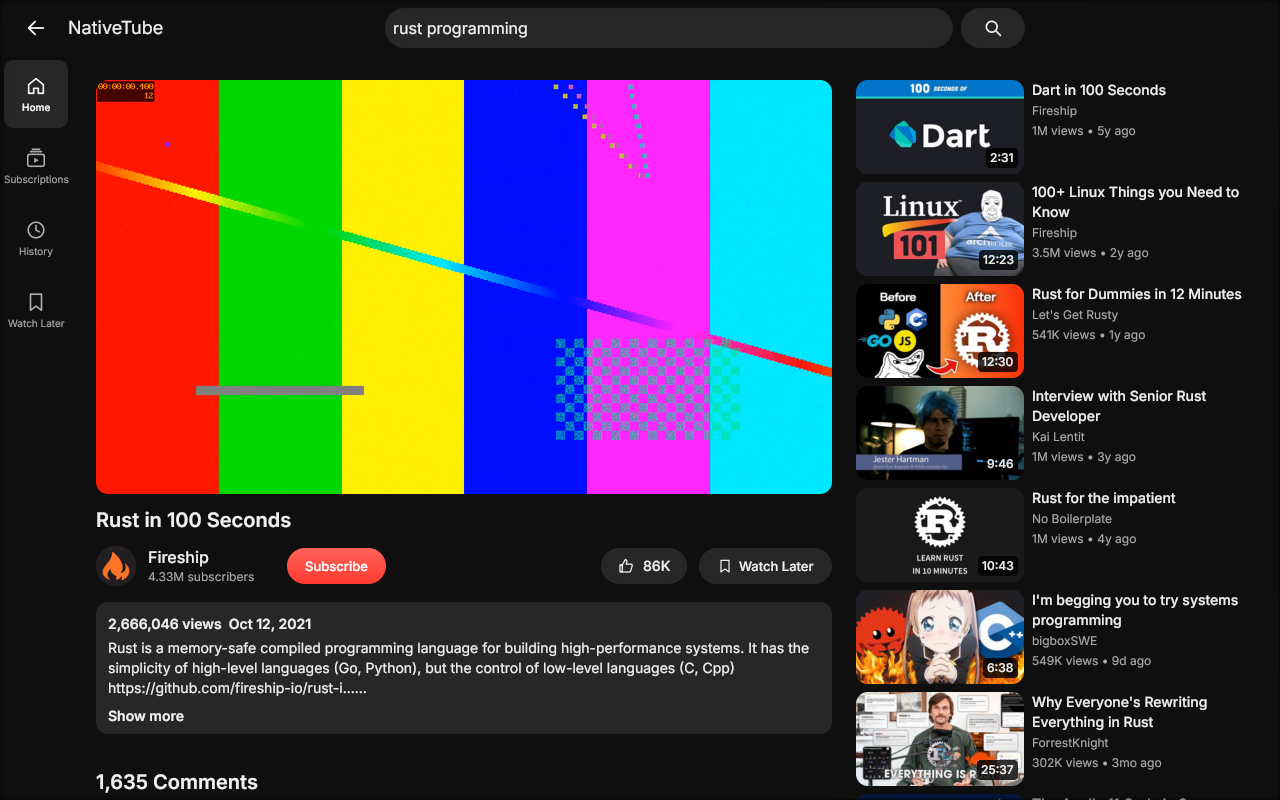 NativeTube
rust programming
Home
Subscriptions
History
Watch Later
00:00:00.400
12
Rust in 100 Seconds
Fireship
4.33M subscribers
Subscribe
86K
Watch Later
2,666,046 views Oct 12, 2021
Rust is a memory-safe compiled programming language for building high-performance systems. It has the
simplicity of high-level languages (Go, Python), but the control of low-level languages (C, Cpp)
https://github.com/fireship-io/rust-i......
Show more
1,635 Comments
100 SECONDS OF
Dart
2:31
Dart in 100 Seconds
Fireship
1M views • 5y ago
Linux
101
archlinux
12:23
100+ Linux Things you Need to
Know
Fireship
3.5M views • 2y ago
Before
After
C++
GO
JS
R
12:30
Rust for Dummies in 12 Minutes
Let's Get Rusty
541K views • 1y ago
Jester Hartman
9:46
Interview with Senior Rust
Developer
Kai Lentit
1M views • 3y ago
R
LEARN RUST
IN 10 MINUTES
10:43
Rust for the impatient
No Boilerplate
1M views • 4y ago
C++
6:38
I'm begging you to try systems
programming
bigboxSWE
549K views • 9d ago
EVERYTHING IS R
25:37
Why Everyone's Rewriting
Everything in Rust
ForrestKnight
302K views • 3mo ago